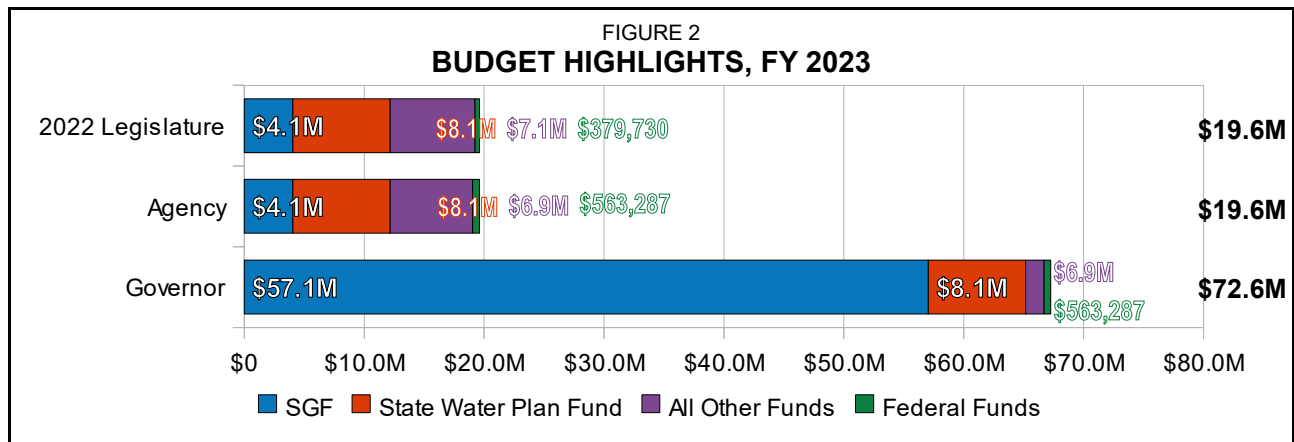 FIGURE 2
BUDGET HIGHLIGHTS, FY 2023
2022 Legislature $4.1M $8.1M $7.1M $379,730 $19.6M
Agency $4.1M $8.1M $6.9M $563,287 $19.6M
Governor $57.1M $8.1M $6.9M $563,287 $72.6M
$0 $10.0M $20.0M $30.0M $40.0M $50.0M $60.0M $70.0M $80.0M
SGF State Water Plan Fund All Other Funds Federal Funds